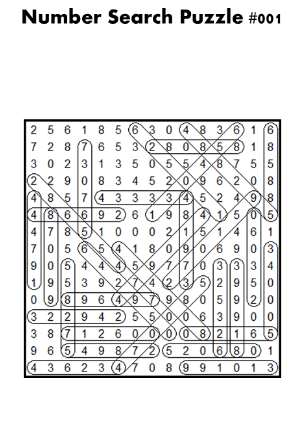 Number Search Puzzle #001
2 5 6 1 8 5 6 3 0 4 8 3 6 1 6
7 2 8 7 6 5 3 2 8 0 8 5 8 1 8
3 0 2 3 1 3 5 0 5 5 4 8 7 5 5
2 2 9 0 8 3 4 5 2 0 9 6 2 0 8
4 8 5 7 4 3 3 3 3 4 5 2 4 9 8
4 8 6 6 9 2 6 1 9 8 4 1 5 0 5
4 7 8 5 1 0 0 0 2 1 5 1 4 6 1
7 0 5 6 5 4 1 8 0 9 0 6 9 0 3
9 0 5 4 4 4 5 9 7 7 0 3 3 3 4
1 9 5 3 9 2 7 4 2 3 5 2 9 5 0
0 9 8 9 6 4 9 7 9 8 0 5 9 2 0
3 2 2 9 4 2 5 5 0 0 6 3 9 0 0
3 8 7 1 2 6 0 0 0 0 8 2 1 6 5
9 6 5 4 9 8 7 2 5 2 0 6 8 0 1
4 3 6 2 3 4 7 0 8 9 9 1 0 1 3